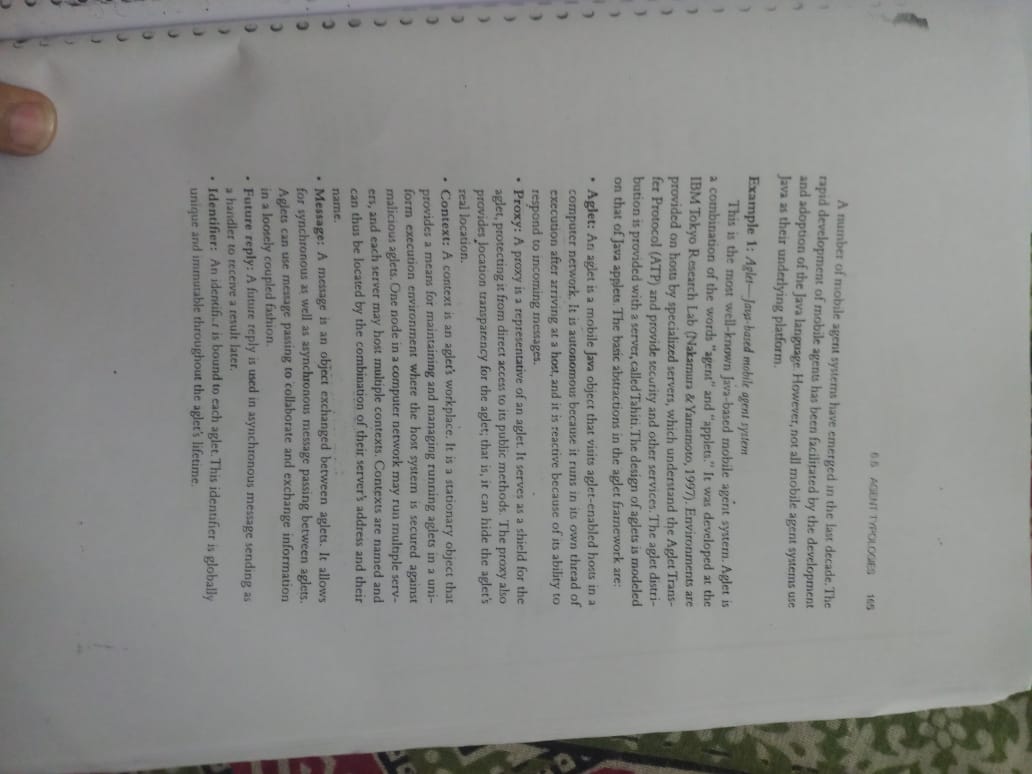 6.5 AGENT TYPOLOGIES 165
A number of mobile agent systems have emerged in the last decade. The
rapid development of mobile agents has been facilitated by the development
and adoption of the Java language. However, not all mobile agent systems use
Java as their underlying platform.
Example 1: Aglet—Java-based mobile agent system
This is the most well-known Java-based mobile agent system. Aglet is
a combination of the words "agent" and "applets." It was developed at the
IBM Tokyo Research Lab (Nakamura & Yamamoto, 1997). Environments are
provided on hosts by specialized servers, which understand the Aglet Trans-
fer Protocol (ATP) and provide security and other services. The aglet distri-
bution is provided with a server, called Tahiti. The design of aglets is modeled
on that of Java applets. The basic abstractions in the aglet framework are:
• Aglet: An aglet is a mobile Java object that visits aglet-enabled hosts in a
computer network. It is autonomous because it runs in its own thread of
execution after arriving at a host, and it is reactive because of its ability to
respond to incoming messages.
• Proxy: A proxy is a representative of an aglet. It serves as a shield for the
aglet, protecting it from direct access to its public methods. The proxy also
provides location transparency for the aglet; that is, it can hide the aglet's
real location.
• Context: A context is an aglet's workplace. It is a stationary object that
provides a means for maintaining and managing running aglets in a uni-
form execution environment where the host system is secured against
malicious aglets. One node in a computer network may run multiple serv-
ers, and each server may host multiple contexts. Contexts are named and
can thus be located by the combination of their server's address and their
name.
• Message: A message is an object exchanged between aglets. It allows
for synchronous as well as asynchronous message passing between aglets.
Aglets can use message passing to collaborate and exchange information
in a loosely coupled fashion.
• Future reply: A future reply is used in asynchronous message sending as
a handler to receive a result later.
• Identifier: An identifier is bound to each aglet. This identifier is globally
unique and immutable throughout the aglet's lifetime.